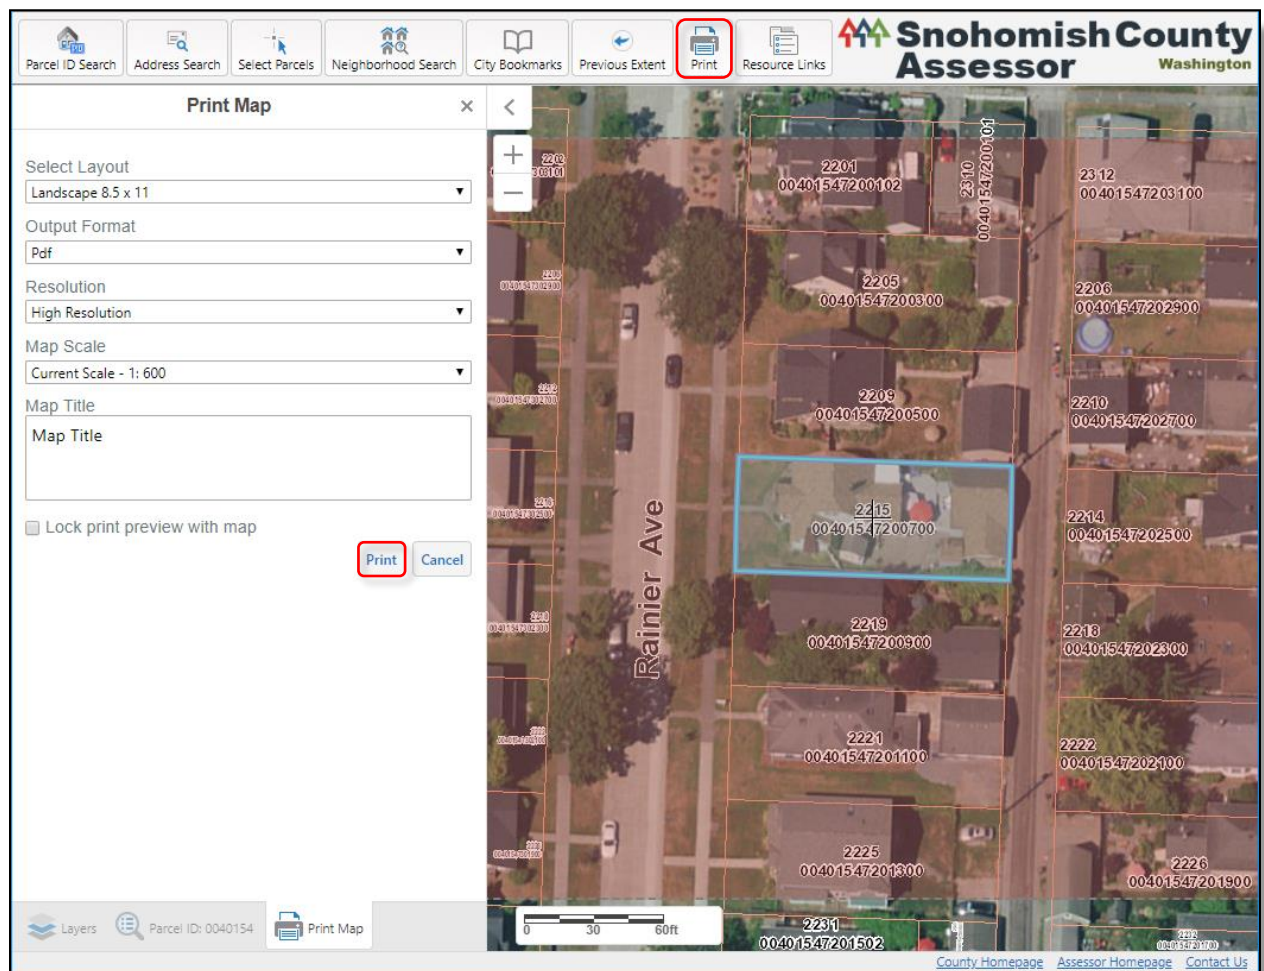 Parcel ID Search
Address Search
Select Parcels
Neighborhood Search
City Bookmarks
Previous Extent
Print
Resource Links
Snohomish County
Assessor
Washington
Print Map
Select Layout
Landscape 8.5 x 11
Output Format
Pdf
Resolution
High Resolution
Map Scale
Current Scale - 1: 600
Map Title
Map Title
Lock print preview with map
Print
Cancel
Layers
Parcel ID: 0040154
Print Map
2201
00401547200102
2310
00401547200101
2312
00401547203100
2205
00401547200300
2206
00401547202900
2209
00401547200500
2210
00401547202700
2215
00401547200700
2214
00401547202500
Rainier Ave
2219
00401547200900
2218
00401547202300
2221
00401547201100
2222
00401547202100
2225
00401547201300
2226
00401547201900
2231
00401547201502
0 30 60ft
County Homepage
Assessor Homepage
Contact Us